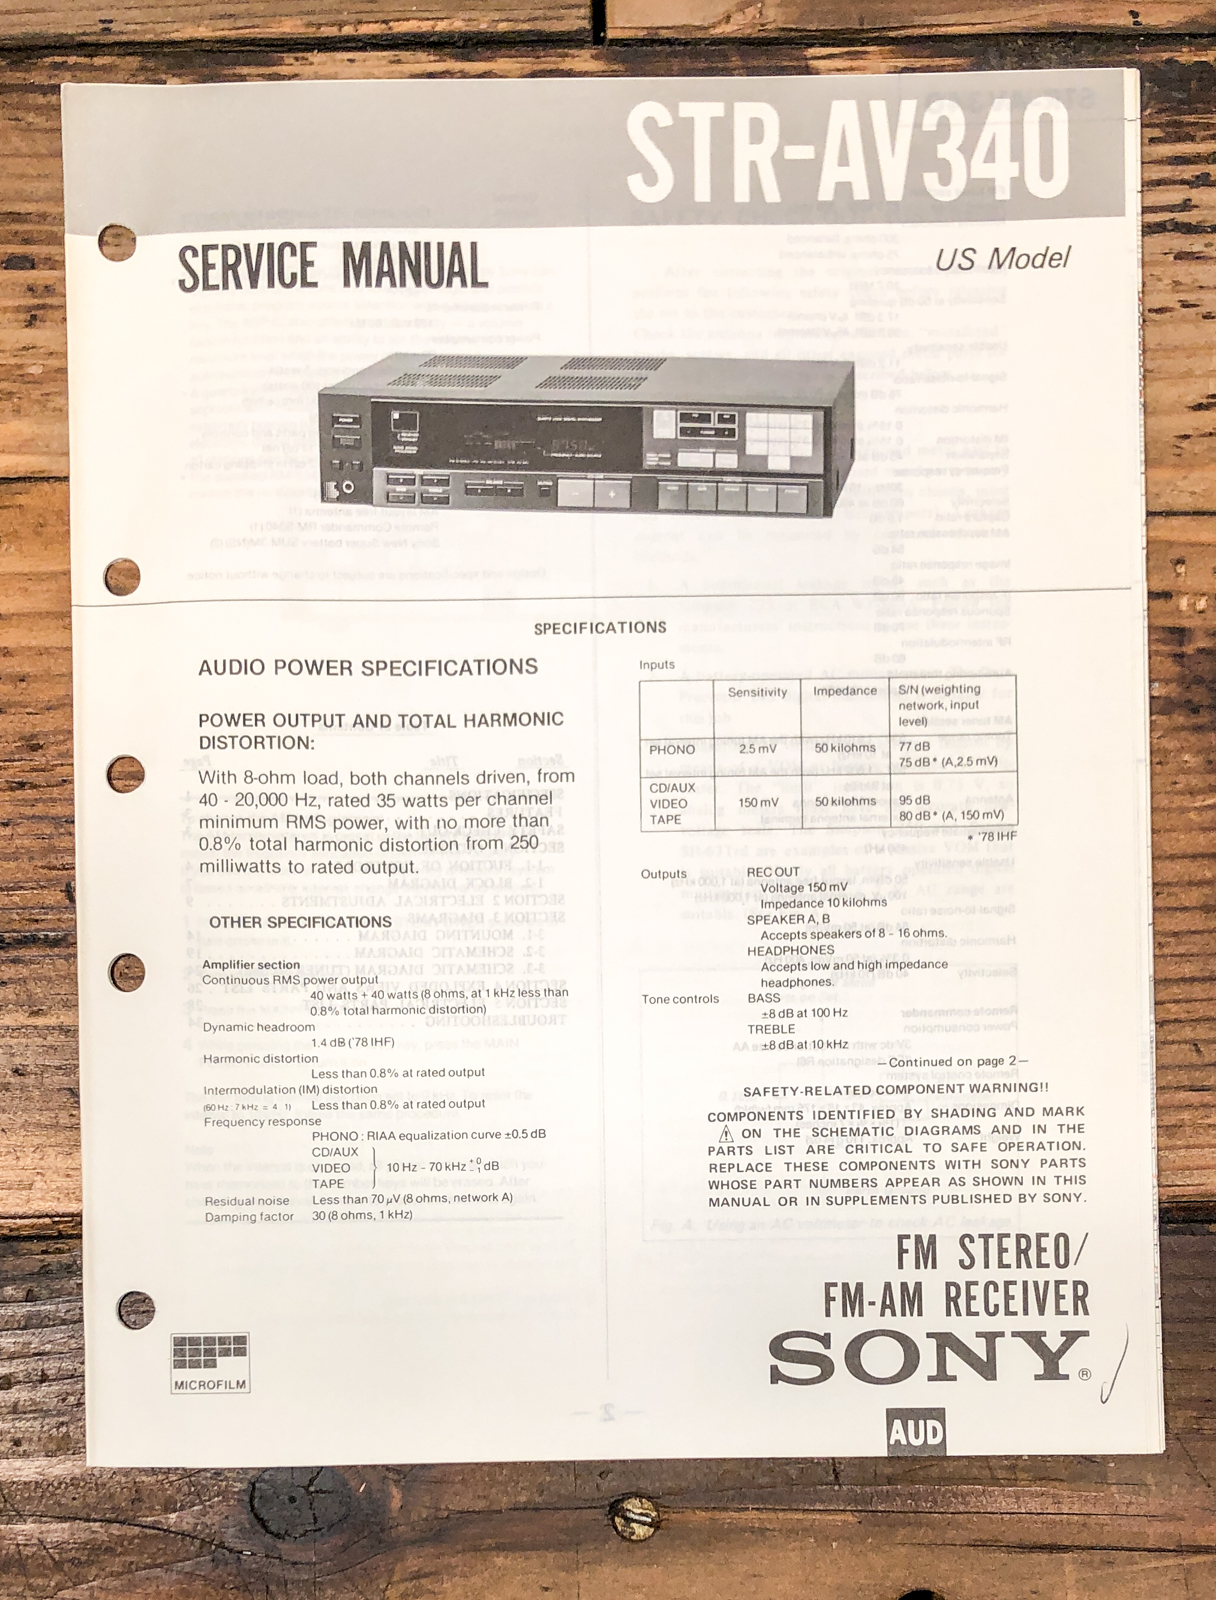 STR-AV340
SERVICE MANUAL
US Model
SPECIFICATIONS
AUDIO POWER SPECIFICATIONS
POWER OUTPUT AND TOTAL HARMONIC
DISTORTION:
With 8-ohm load, both channels driven, from
40 - 20,000 Hz, rated 35 watts per channel
minimum RMS power, with no more than
0.8% total harmonic distortion from 250
milliwatts to rated output.
OTHER SPECIFICATIONS
Amplifier section
Continuous RMS power output
40 watts + 40 watts (8 ohms, at 1 kHz less than
0.8% total harmonic distortion)
Dynamic headroom
1.4 dB ('78 IHF)
Harmonic distortion
Less than 0.8% at rated output
Intermodulation (IM) distortion
(60 Hz : 7 kHz = 4 : 1) Less than 0.8% at rated output
Frequency response
PHONO : RIAA equalization curve ±0.5 dB
CD/AUX
VIDEO 10 Hz - 70 kHz +0 -1 dB
TAPE
Residual noise Less than 70 µV (8 ohms, network A)
Damping factor 30 (8 ohms, 1 kHz)
MICROFILM
Inputs
Sensitivity Impedance S/N (weighting
network, input
level)
PHONO 2.5 mV 50 kilohms 77 dB
75 dB* (A,2.5 mV)
CD/AUX
VIDEO 150 mV 50 kilohms 95 dB
TAPE 80 dB* (A, 150 mV)
* '78 IHF
Outputs REC OUT
Voltage 150 mV
Impedance 10 kilohms
SPEAKER A, B
Accepts speakers of 8 - 16 ohms.
HEADPHONES
Accepts low and high impedance
headphones.
Tone controls BASS
±8 dB at 100 Hz
TREBLE
±8 dB at 10 kHz
—Continued on page 2—
SAFETY-RELATED COMPONENT WARNING!!
COMPONENTS IDENTIFIED BY SHADING AND MARK
⚠ ON THE SCHEMATIC DIAGRAMS AND IN THE
PARTS LIST ARE CRITICAL TO SAFE OPERATION.
REPLACE THESE COMPONENTS WITH SONY PARTS
WHOSE PART NUMBERS APPEAR AS SHOWN IN THIS
MANUAL OR IN SUPPLEMENTS PUBLISHED BY SONY.
FM STEREO/
FM-AM RECEIVER
SONY®
AUD